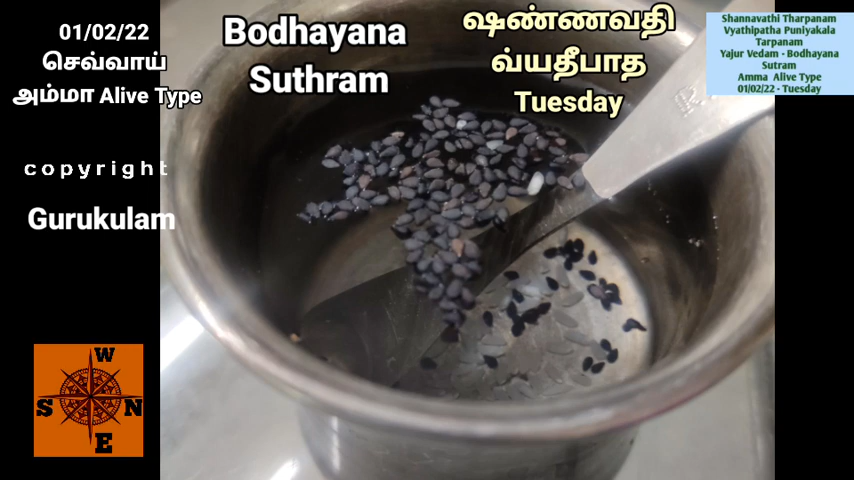 01/02/22
செவ்வாய்
அம்மா Alive Type
copyright
Gurukulam
W
S N
E
Bodhayana
Suthram
ஷண்ணவதி
வ்யதீபாத
Tuesday
Shannavathi Tharpanam
Vyathipatha Puniyakala
Tarpanam
Yajur Vedam - Bodhayana
Sutram
Amma Alive Type
01/02/22 - Tuesday